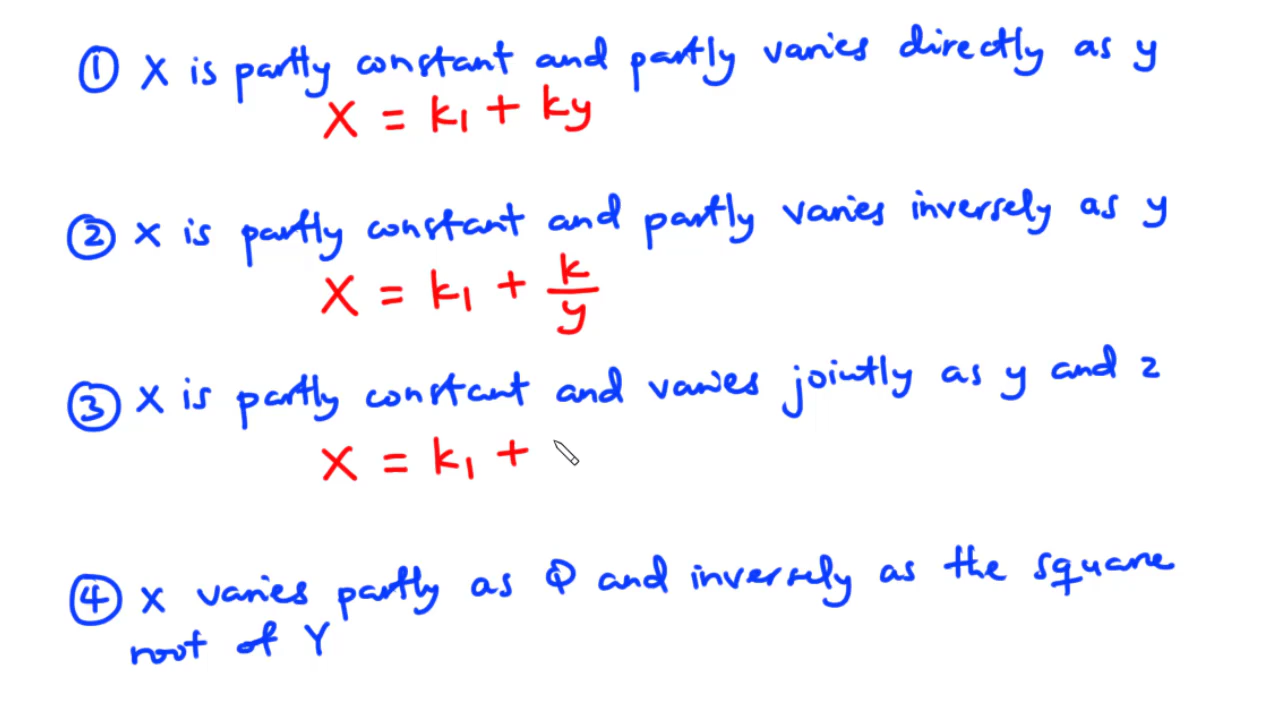 ① X is partly constant and partly varies directly as y
X = k₁ + ky
② X is partly constant and partly varies inversely as y
X = k₁ + k/y
③ X is partly constant and varies jointly as y and z
X = k₁ +
④ X varies partly as Q and inversely as the square
root of Y